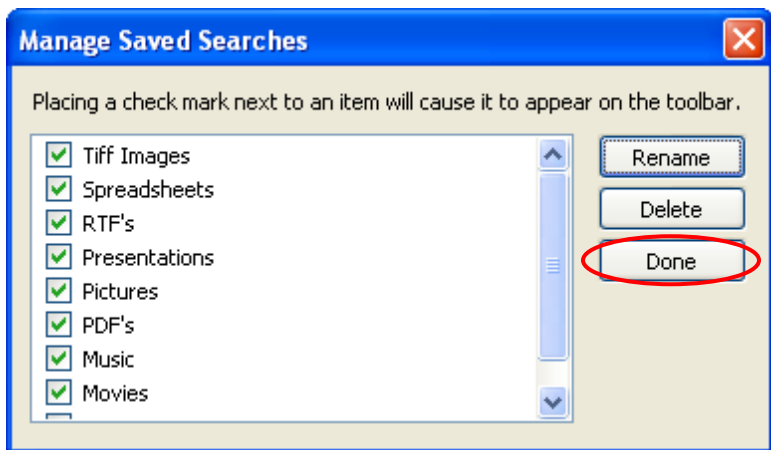 Manage Saved Searches
Placing a check mark next to an item will cause it to appear on the toolbar.
Tiff Images
Spreadsheets
RTF's
Presentations
Pictures
PDF's
Music
Movies
Rename
Delete
Done